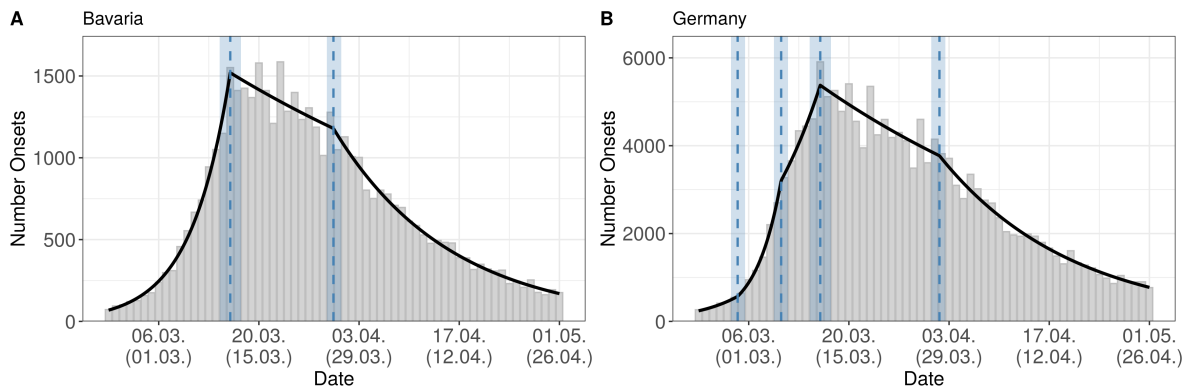 A Bavaria
Number Onsets
1500
1000
500
0
06.03. 20.03. 03.04. 17.04. 01.05.
(01.03.) (15.03.) (29.03.) (12.04.) (26.04.)
Date
B Germany
Number Onsets
6000
4000
2000
0
06.03. 20.03. 03.04. 17.04. 01.05.
(01.03.) (15.03.) (29.03.) (12.04.) (26.04.)
Date